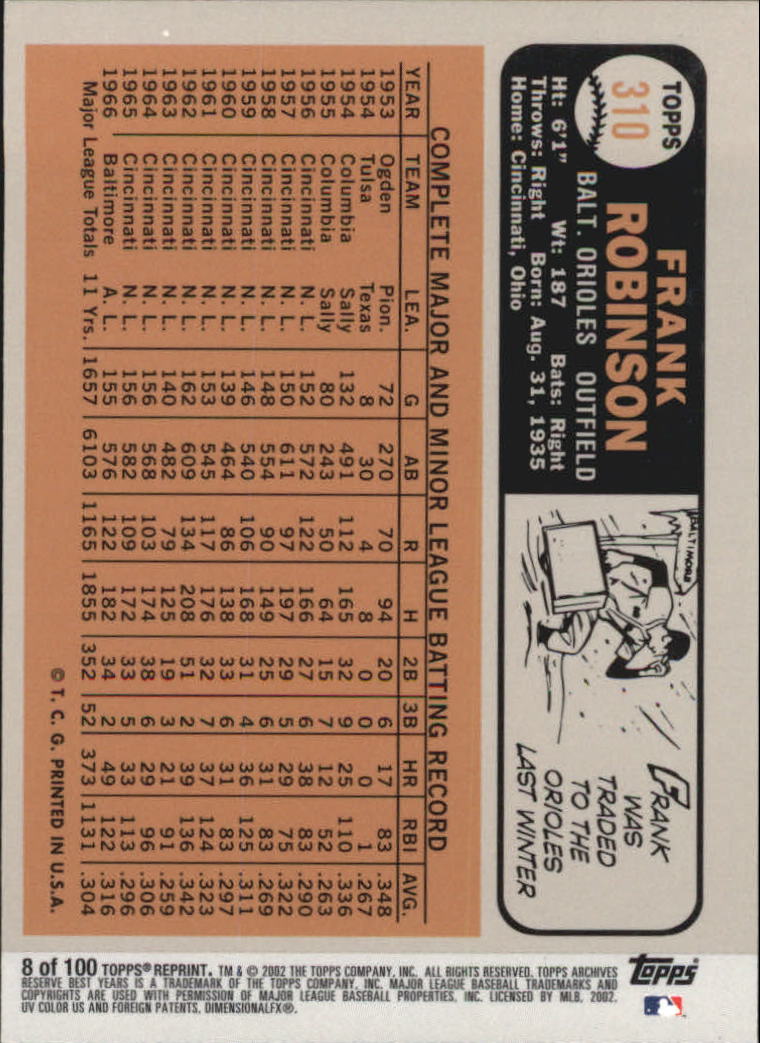 TOPPS
310
FRANK
ROBINSON
BALT. ORIOLES OUTFIELD
Ht: 6'1" Wt: 187 Bats: Right
Throws: Right Born: Aug. 31, 1935
Home: Cincinnati, Ohio
BALTIMORE
FRANK
WAS
TRADED
TO THE
ORIOLES
LAST WINTER
COMPLETE MAJOR AND MINOR LEAGUE BATTING RECORD
YEAR TEAM LEA. G AB R H 2B 3B HR RBI AVG.
1953 Ogden Pion. 72 270 70 94 20 6 17 83 .348
1954 Tulsa Texas 8 30 4 8 0 0 0 1 .267
1954 Columbia Sally 132 491 112 165 32 9 25 110 .336
1955 Columbia Sally 80 243 50 64 15 7 12 52 .263
1956 Cincinnati N. L. 152 572 122 166 27 6 38 83 .290
1957 Cincinnati N. L. 150 611 97 197 29 5 29 75 .322
1958 Cincinnati N. L. 148 554 90 149 25 6 31 83 .269
1959 Cincinnati N. L. 146 540 106 168 31 4 36 125 .311
1960 Cincinnati N. L. 139 464 86 138 33 6 31 83 .297
1961 Cincinnati N. L. 153 545 117 176 32 7 37 124 .323
1962 Cincinnati N. L. 162 609 134 208 51 2 39 136 .342
1963 Cincinnati N. L. 140 482 79 125 19 3 21 91 .259
1964 Cincinnati N. L. 156 568 103 174 38 6 29 96 .306
1965 Cincinnati N. L. 156 582 109 172 33 5 33 113 .296
1966 Baltimore A. L. 155 576 122 182 34 2 49 122 .316
Major League Totals 11 Yrs. 1657 6103 1165 1855 352 52 373 1131 .304
© T. C. G. PRINTED IN U.S.A.
topps
8 of 100 TOPPS® REPRINT. TM & © 2002 THE TOPPS COMPANY, INC. ALL RIGHTS RESERVED. TOPPS ARCHIVES
RESERVE BEST YEARS IS A TRADEMARK OF THE TOPPS COMPANY, INC. MAJOR LEAGUE BASEBALL TRADEMARKS AND
COPYRIGHTS ARE USED WITH PERMISSION OF MAJOR LEAGUE BASEBALL PROPERTIES, INC. LICENSED BY MLB, 2002.
UV COLOR US AND FOREIGN PATENTS, DIMENSIONALFX®.